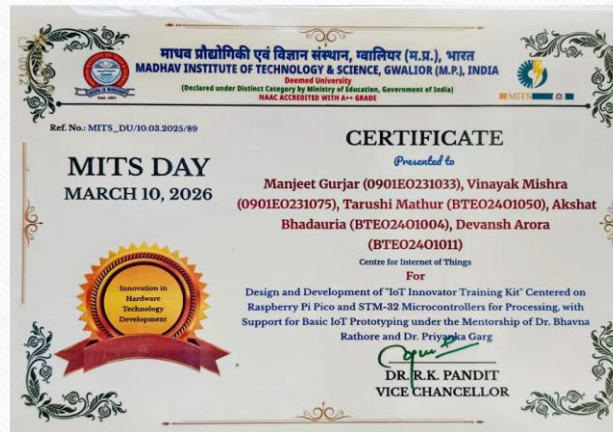 माधव प्रौद्योगिकी एवं विज्ञान संस्थान, ग्वालियर (म.प्र.), भारत
MADHAV INSTITUTE OF TECHNOLOGY & SCIENCE, GWALIOR (M.P.), INDIA
Deemed University
(Declared under Distinct Category by Ministry of Education, Government of India)
NAAC ACCREDITED WITH A++ GRADE
MITS
Ref. No.: MITS_DU/10.03.2025/89
MITS DAY
MARCH 10, 2026
Innovation in
Hardware
Technology
Development
CERTIFICATE
Presented to
Manjeet Gurjar (0901EO231033), Vinayak Mishra
(0901EO231075), Tarushi Mathur (BTEO24O1050), Akshat
Bhadauria (BTEO24O1004), Devansh Arora
(BTEO24O1011)
Centre for Internet of Things
For
Design and Development of "IoT Innovator Training Kit" Centered on
Raspberry Pi Pico and STM-32 Microcontrollers for Processing, with
Support for Basic IoT Prototyping under the Mentorship of Dr. Bhavna
Rathore and Dr. Priyanka Garg
DR. R.K. PANDIT
VICE CHANCELLOR